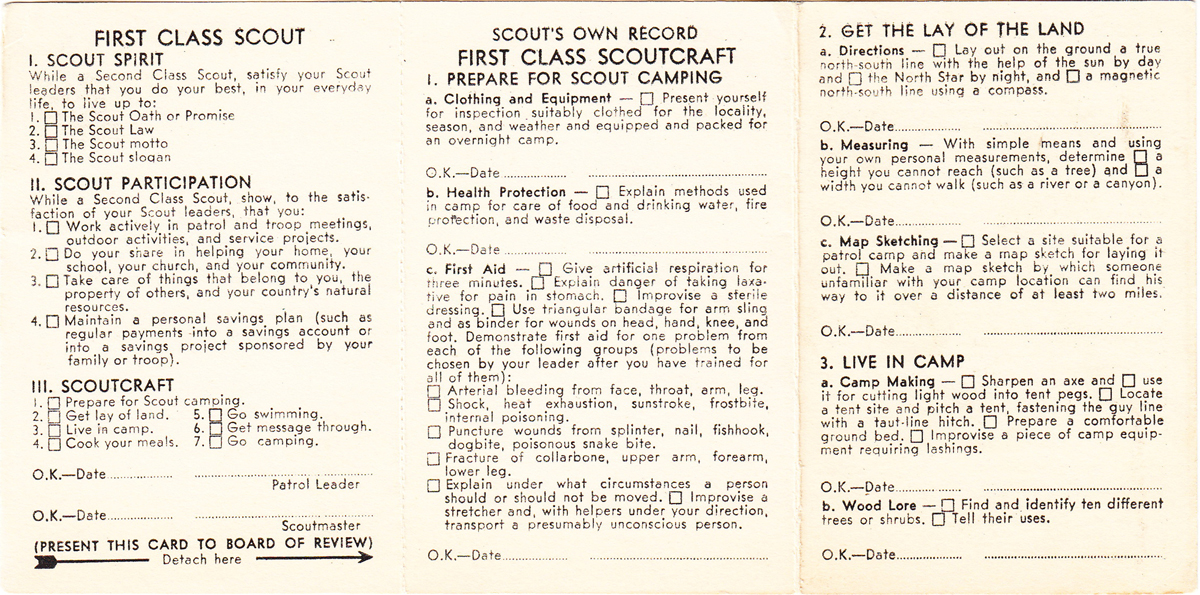 FIRST CLASS SCOUT
I. SCOUT SPIRIT
While a Second Class Scout, satisfy your Scout
leaders that you do your best, in your everyday
life, to live up to:
1. ☐ The Scout Oath or Promise
2. ☐ The Scout Law
3. ☐ The Scout motto
4. ☐ The Scout slogan
II. SCOUT PARTICIPATION
While a Second Class Scout, show, to the satis-
faction of your Scout leaders, that you:
1. ☐ Work actively in patrol and troop meetings,
outdoor activities, and service projects.
2. ☐ Do your share in helping your home, your
school, your church, and your community.
3. ☐ Take care of things that belong to you, the
property of others, and your country's natural
resources.
4. ☐ Maintain a personal savings plan (such as
regular payments into a savings account or
into a savings project sponsored by your
family or troop).
III. SCOUTCRAFT
1. ☐ Prepare for Scout camping.
2. ☐ Get lay of land. 5. ☐ Go swimming.
3. ☐ Live in camp. 6. ☐ Get message through.
4. ☐ Cook your meals. 7. ☐ Go camping.
O.K.—Date
Patrol Leader
O.K.—Date
Scoutmaster
(PRESENT THIS CARD TO BOARD OF REVIEW)
Detach here
SCOUT'S OWN RECORD
FIRST CLASS SCOUTCRAFT
1. PREPARE FOR SCOUT CAMPING
a. Clothing and Equipment — ☐ Present yourself
for inspection suitably clothed for the locality,
season, and weather and equipped and packed for
an overnight camp.
O.K.—Date
b. Health Protection — ☐ Explain methods used
in camp for care of food and drinking water, fire
protection, and waste disposal.
O.K.—Date
c. First Aid — ☐ Give artificial respiration for
three minutes. ☐ Explain danger of taking laxa-
tive for pain in stomach. ☐ Improvise a sterile
dressing. ☐ Use triangular bandage for arm sling
and as binder for wounds on head, hand, knee, and
foot. Demonstrate first aid for one problem from
each of the following groups (problems to be
chosen by your leader after you have trained for
all of them):
☐ Arterial bleeding from face, throat, arm, leg.
☐ Shock, heat exhaustion, sunstroke, frostbite,
internal poisoning.
☐ Puncture wounds from splinter, nail, fishhook,
dogbite, poisonous snake bite.
☐ Fracture of collarbone, upper arm, forearm,
lower leg.
☐ Explain under what circumstances a person
should or should not be moved. ☐ Improvise a
stretcher and, with helpers under your direction,
transport a presumably unconscious person.
O.K.—Date
2. GET THE LAY OF THE LAND
a. Directions — ☐ Lay out on the ground a true
north-south line with the help of the sun by day
and ☐ the North Star by night, and ☐ a magnetic
north-south line using a compass.
O.K.—Date
b. Measuring — With simple means and using
your own personal measurements, determine ☐ a
height you cannot reach (such as a tree) and ☐ a
width you cannot walk (such as a river or a canyon).
O.K.—Date
c. Map Sketching — ☐ Select a site suitable for a
patrol camp and make a map sketch for laying it
out. ☐ Make a map sketch by which someone
unfamiliar with your camp location can find his
way to it over a distance of at least two miles.
O.K.—Date
3. LIVE IN CAMP
a. Camp Making — ☐ Sharpen an axe and ☐ use
it for cutting light wood into tent pegs. ☐ Locate
a tent site and pitch a tent, fastening the guy line
with a taut-line hitch. ☐ Prepare a comfortable
ground bed. ☐ Improvise a piece of camp equip-
ment requiring lashings.
O.K.—Date
b. Wood Lore — ☐ Find and identify ten different
trees or shrubs. ☐ Tell their uses.
O.K.—Date